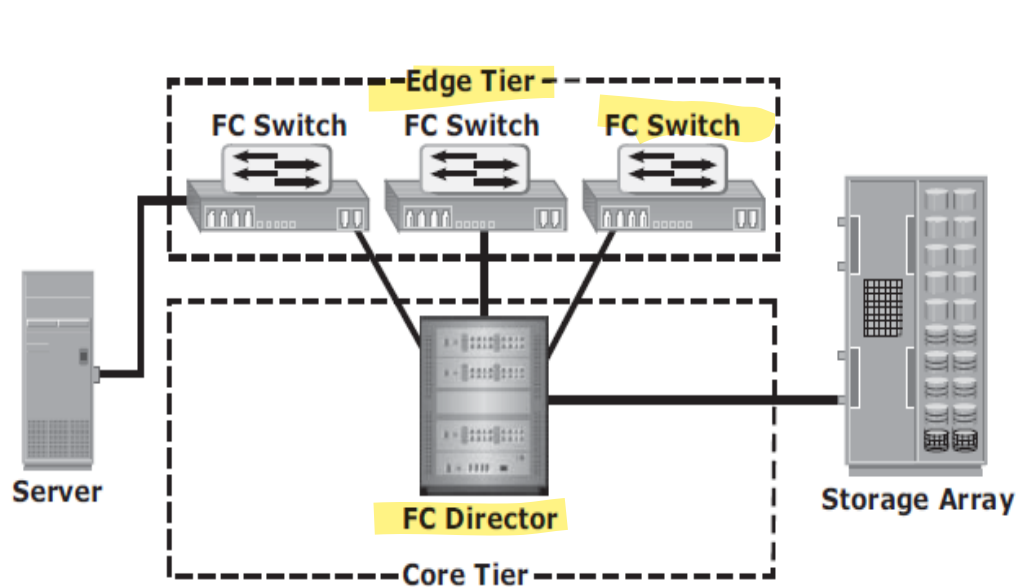 Edge Tier
FC Switch FC Switch FC Switch
Server
Storage Array
FC Director
Core Tier